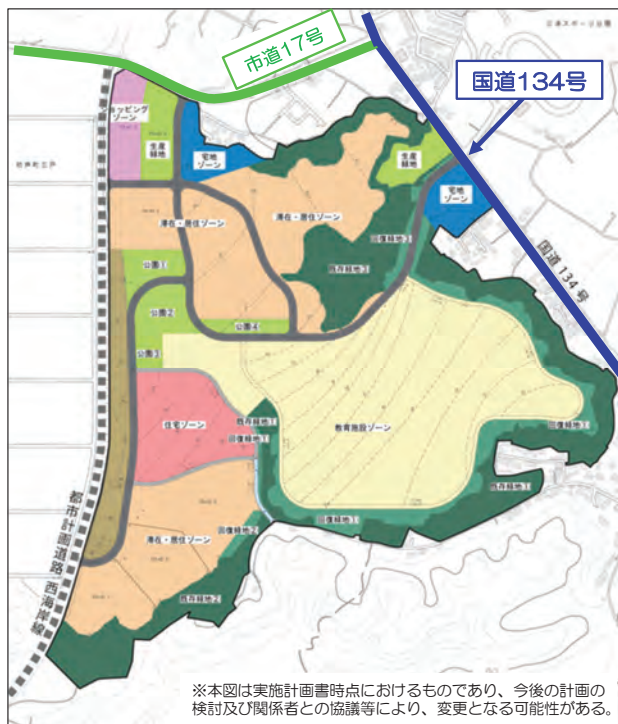 市道17号
国道134号
ョッピング
ゾーン
生産
緑地
宅地
ゾーン
生産
緑地
宅地
ゾーン
滞在・居住ゾーン
滞在・居住ゾーン
回復緑地③
既存緑地③
国道134号
公園①
公園②
公園④
公園③
住宅ゾーン
既存緑地①
回復緑地①
教育施設ゾーン
回復緑地①
既存緑地①
回復緑地①
滞在・居住ゾーン
回復緑地②
既存緑地②
都市計画道路 西海岸線
※本図は実施計画書時点におけるものであり、今後の計画の
検討及び関係者との協議等により、変更となる可能性がある。